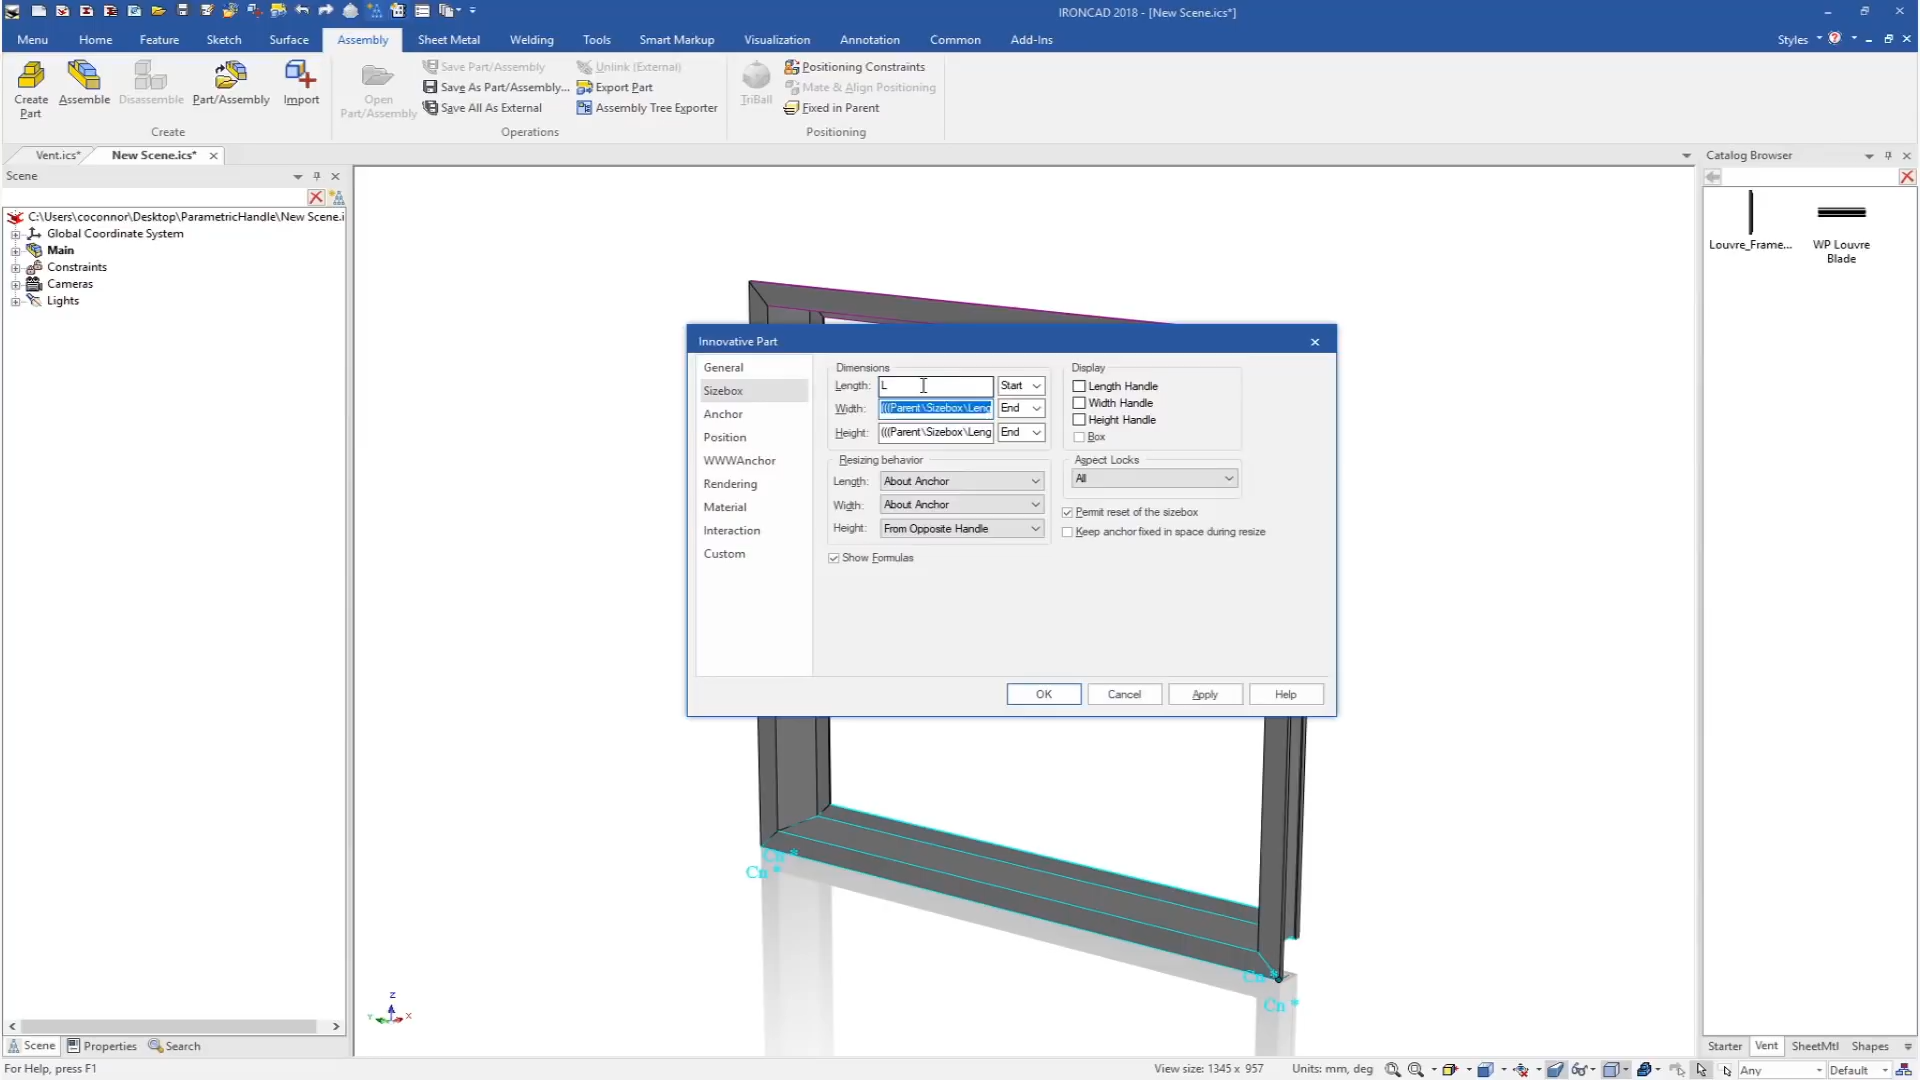 IRONCAD 2018 - [New Scene.ics*]
Menu Home Feature Sketch Surface Assembly Sheet Metal Welding Tools Smart Markup Visualization Annotation Common Add-Ins Styles
Create Part
Assemble
Disassemble
Part/Assembly
Import
Create
Open Part/Assembly
Save Part/Assembly
Save As Part/Assembly...
Save All As External
Unlink (External)
Export Part
Assembly Tree Exporter
Operations
TriBall
Positioning Constraints
Mate & Align Positioning
Fixed in Parent
Positioning
Vent.ics* New Scene.ics*
Scene
C:\Users\coconnor\Desktop\ParametricHandle\New Scene.i
Global Coordinate System
Main
Constraints
Cameras
Lights
Catalog Browser
Louvre_Frame...
WP Louvre Blade
Innovative Part
General
Sizebox
Anchor
Position
WWWAnchor
Rendering
Material
Interaction
Custom
Dimensions
Length: L Start
Width: (((Parent\Sizebox\Leng End
Height: (((Parent\Sizebox\Leng End
Resizing behavior
Length: About Anchor
Width: About Anchor
Height: From Opposite Handle
Show Formulas
Display
Length Handle
Width Handle
Height Handle
Box
Aspect Locks
All
Permit reset of the sizebox
Keep anchor fixed in space during resize
OK Cancel Apply Help
Cn *
Cn *
Cn *
Cn *
Z
Y
X
Scene Properties Search
Starter Vent SheetMtl Shapes
For Help, press F1
View size: 1345 x 957
Units: mm, deg
Any
Default